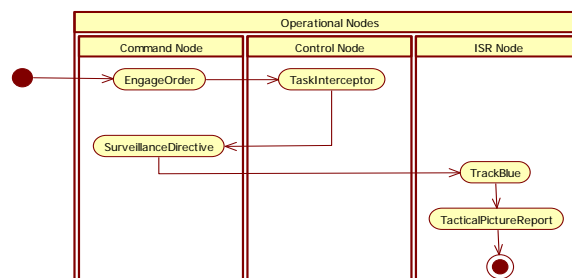 Operational Nodes
Command Node
Control Node
ISR Node
EngageOrder
TaskInterceptor
SurveillanceDirective
TrackBlue
TacticalPictureReport